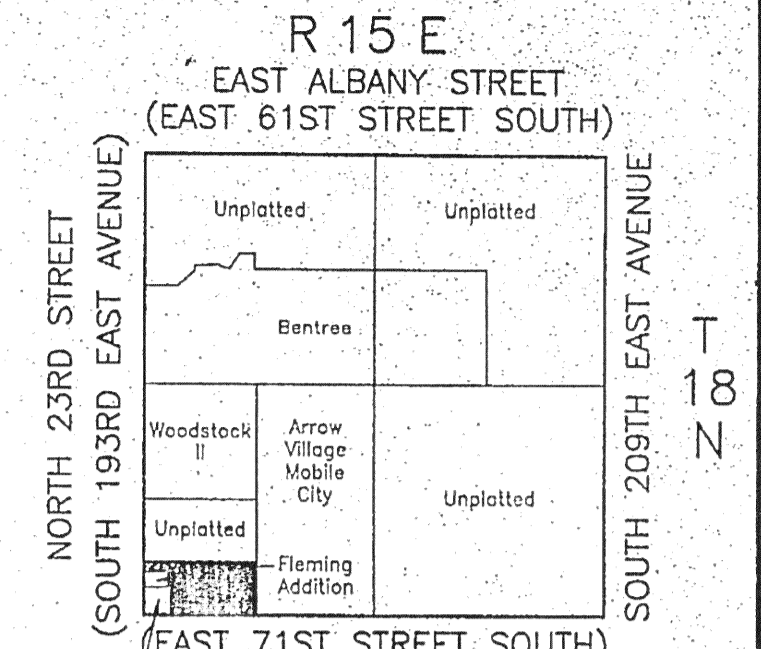 R 15 E
EAST ALBANY STREET
(EAST 61ST STREET SOUTH)
NORTH 23RD STREET
(SOUTH 193RD EAST AVENUE)
Unplatted
Unplatted
Bentree
Woodstock
II
Arrow
Village
Mobile
City
Unplatted
Unplatted
Fleming
Addition
SOUTH 209TH EAST AVENUE
T
18
N
(EAST 71ST STREET SOUTH)